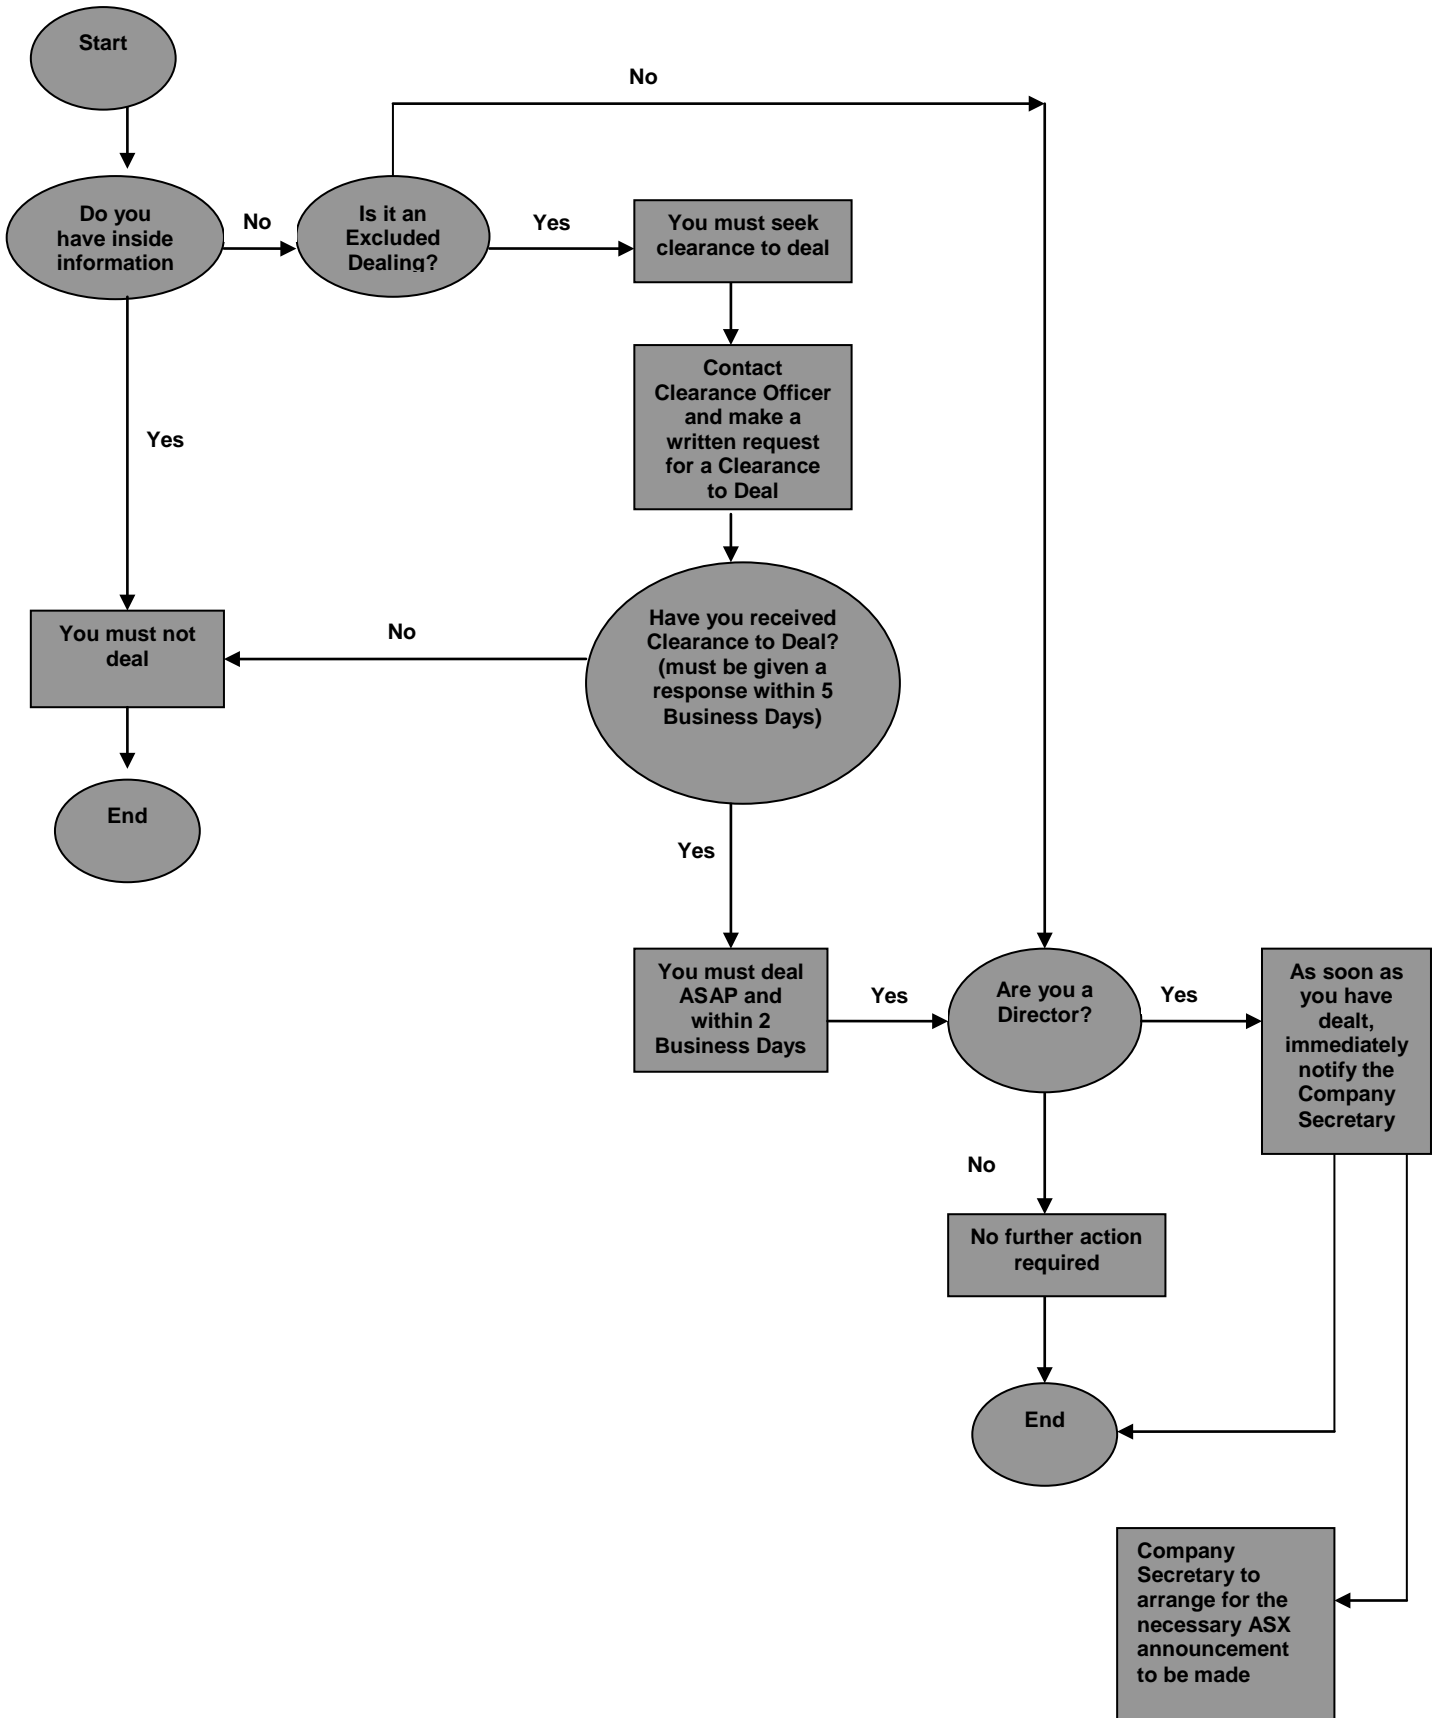 Start
No
Do you
have inside
information
No
Is it an
Excluded
Dealing?
Yes
You must seek
clearance to deal
Contact
Clearance Officer
and make a
written request
for a Clearance
to Deal
Yes
You must not
deal
No
Have you received
Clearance to Deal?
(must be given a
response within 5
Business Days)
End
Yes
You must deal
ASAP and
within 2
Business Days
Yes
Are you a
Director?
Yes
As soon as
you have
dealt,
immediately
notify the
Company
Secretary
No
No further action
required
End
Company
Secretary to
arrange for the
necessary ASX
announcement
to be made